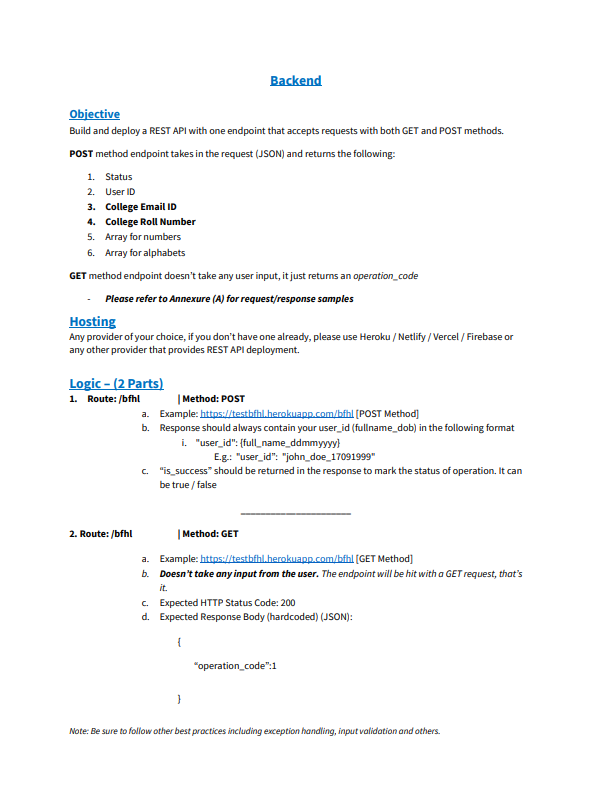 Backend
Objective
Build and deploy a REST API with one endpoint that accepts requests with both GET and POST methods.
POST method endpoint takes in the request (JSON) and returns the following:
1. Status
2. User ID
3. College Email ID
4. College Roll Number
5. Array for numbers
6. Array for alphabets
GET method endpoint doesn’t take any user input, it just returns an operation_code
- Please refer to Annexure (A) for request/response samples
Hosting
Any provider of your choice, if you don’t have one already, please use Heroku / Netlify / Vercel / Firebase or
any other provider that provides REST API deployment.
Logic – (2 Parts)
1. Route: /bfhl | Method: POST
a. Example: https://testbfhl.herokuapp.com/bfhl [POST Method]
b. Response should always contain your user_id (fullname_dob) in the following format
i. "user_id": {full_name_ddmmyyyy}
E.g.: "user_id”: "john_doe_17091999"
c. “is_success” should be returned in the response to mark the status of operation. It can
be true / false
_____________________
2. Route: /bfhl | Method: GET
a. Example: https://testbfhl.herokuapp.com/bfhl [GET Method]
b. Doesn’t take any input from the user. The endpoint will be hit with a GET request, that’s
it.
c. Expected HTTP Status Code: 200
d. Expected Response Body (hardcoded) (JSON):
{
“operation_code”:1
}
Note: Be sure to follow other best practices including exception handling, input validation and others.